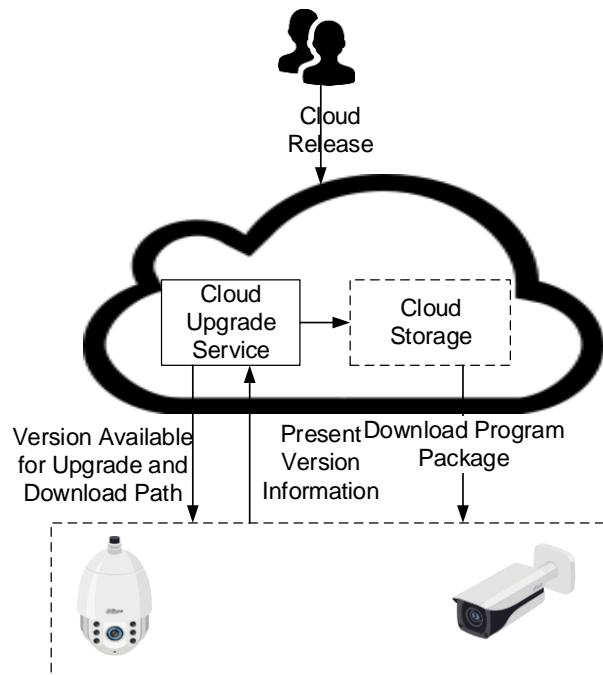 Cloud
Release
Cloud
Upgrade
Service
Cloud
Storage
Version Available
for Upgrade and
Download Path
Present
Version
Information
Download Program
Package
alhua